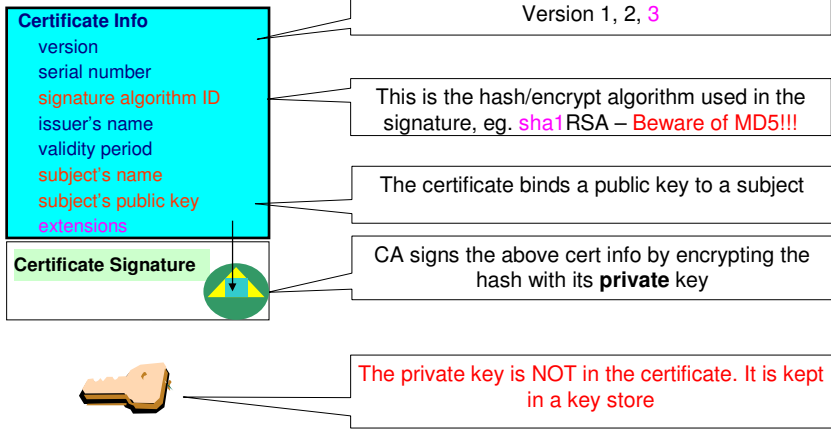 Certificate Info
version
serial number
signature algorithm ID
issuer's name
validity period
subject's name
subject's public key
extensions
Certificate Signature
Version 1, 2, 3
This is the hash/encrypt algorithm used in the
signature, eg. sha1RSA – Beware of MD5!!!
The certificate binds a public key to a subject
CA signs the above cert info by encrypting the
hash with its private key
The private key is NOT in the certificate. It is kept
in a key store